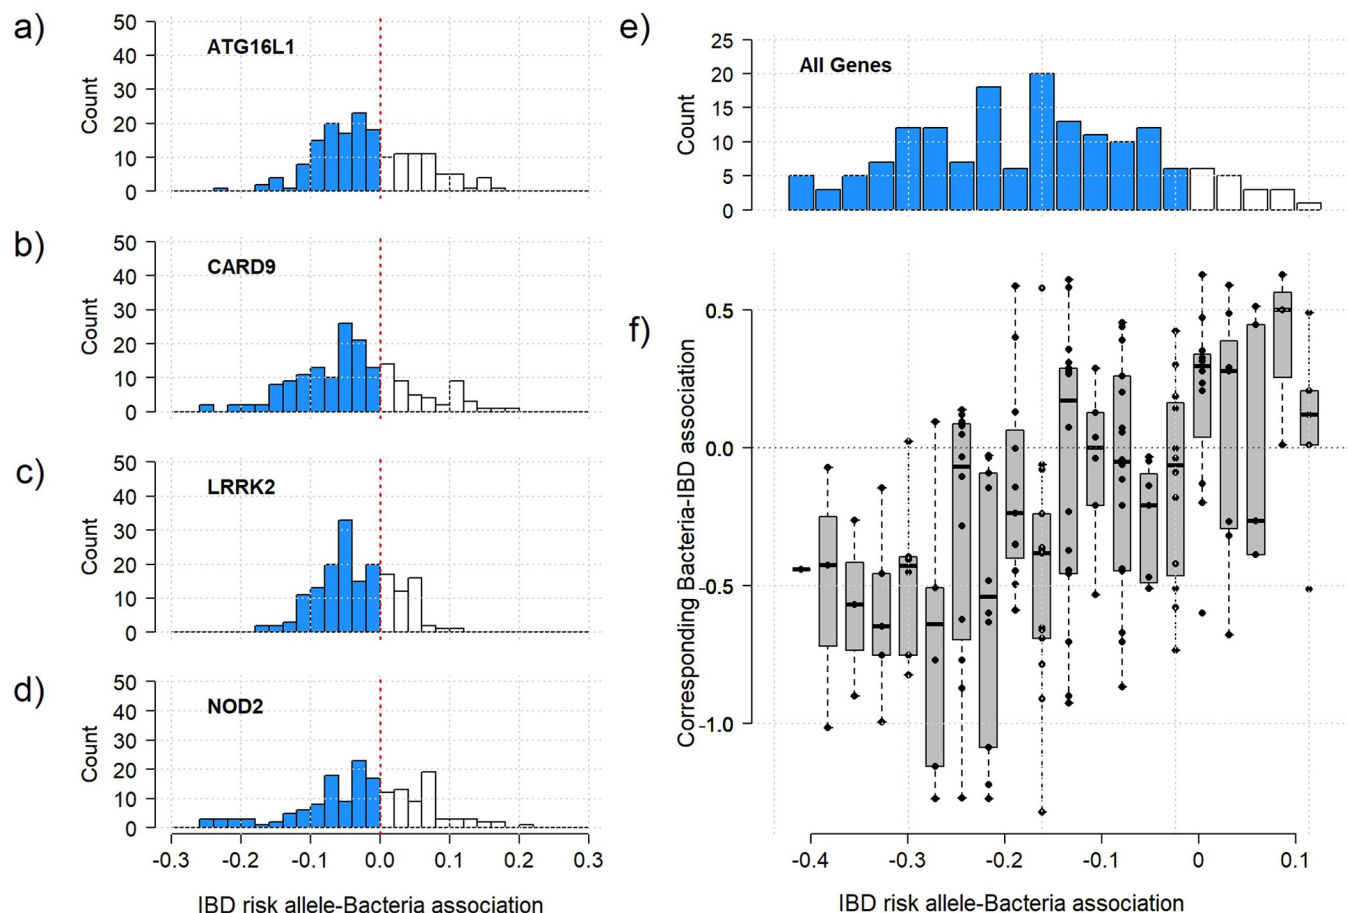 a)
50
40
30
20
10
0
Count
ATG16L1
b)
50
40
30
20
10
0
Count
CARD9
c)
50
40
30
20
10
0
Count
LRRK2
d)
50
40
30
20
10
0
Count
NOD2
-0.3 -0.2 -0.1 0.0 0.1 0.2 0.3
IBD risk allele-Bacteria association
e)
25
20
15
10
5
0
Count
All Genes
f)
0.5
0.0
-0.5
-1.0
Corresponding Bacteria-IBD association
-0.4 -0.3 -0.2 -0.1 0 0.1
IBD risk allele-Bacteria association